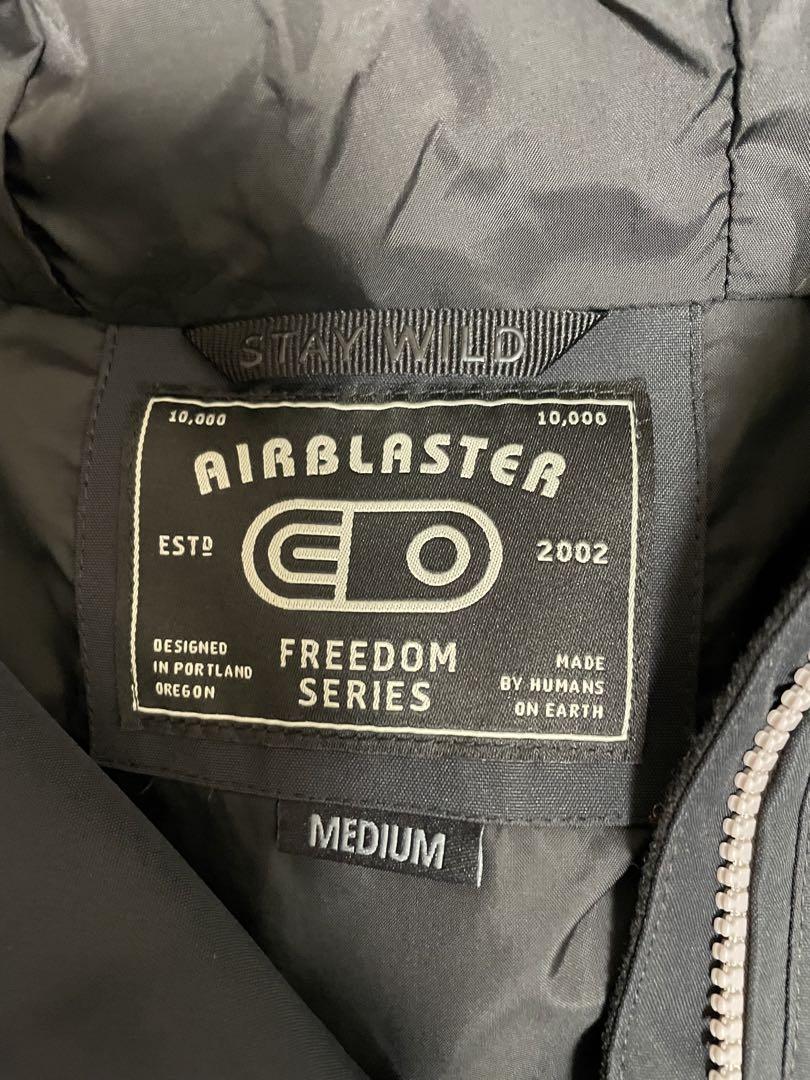 STAY WILD
10,000 10,000
AIRBLASTER
ESTD 2002
DESIGNED
IN PORTLAND
OREGON
FREEDOM
SERIES
MADE
BY HUMANS
ON EARTH
MEDIUM